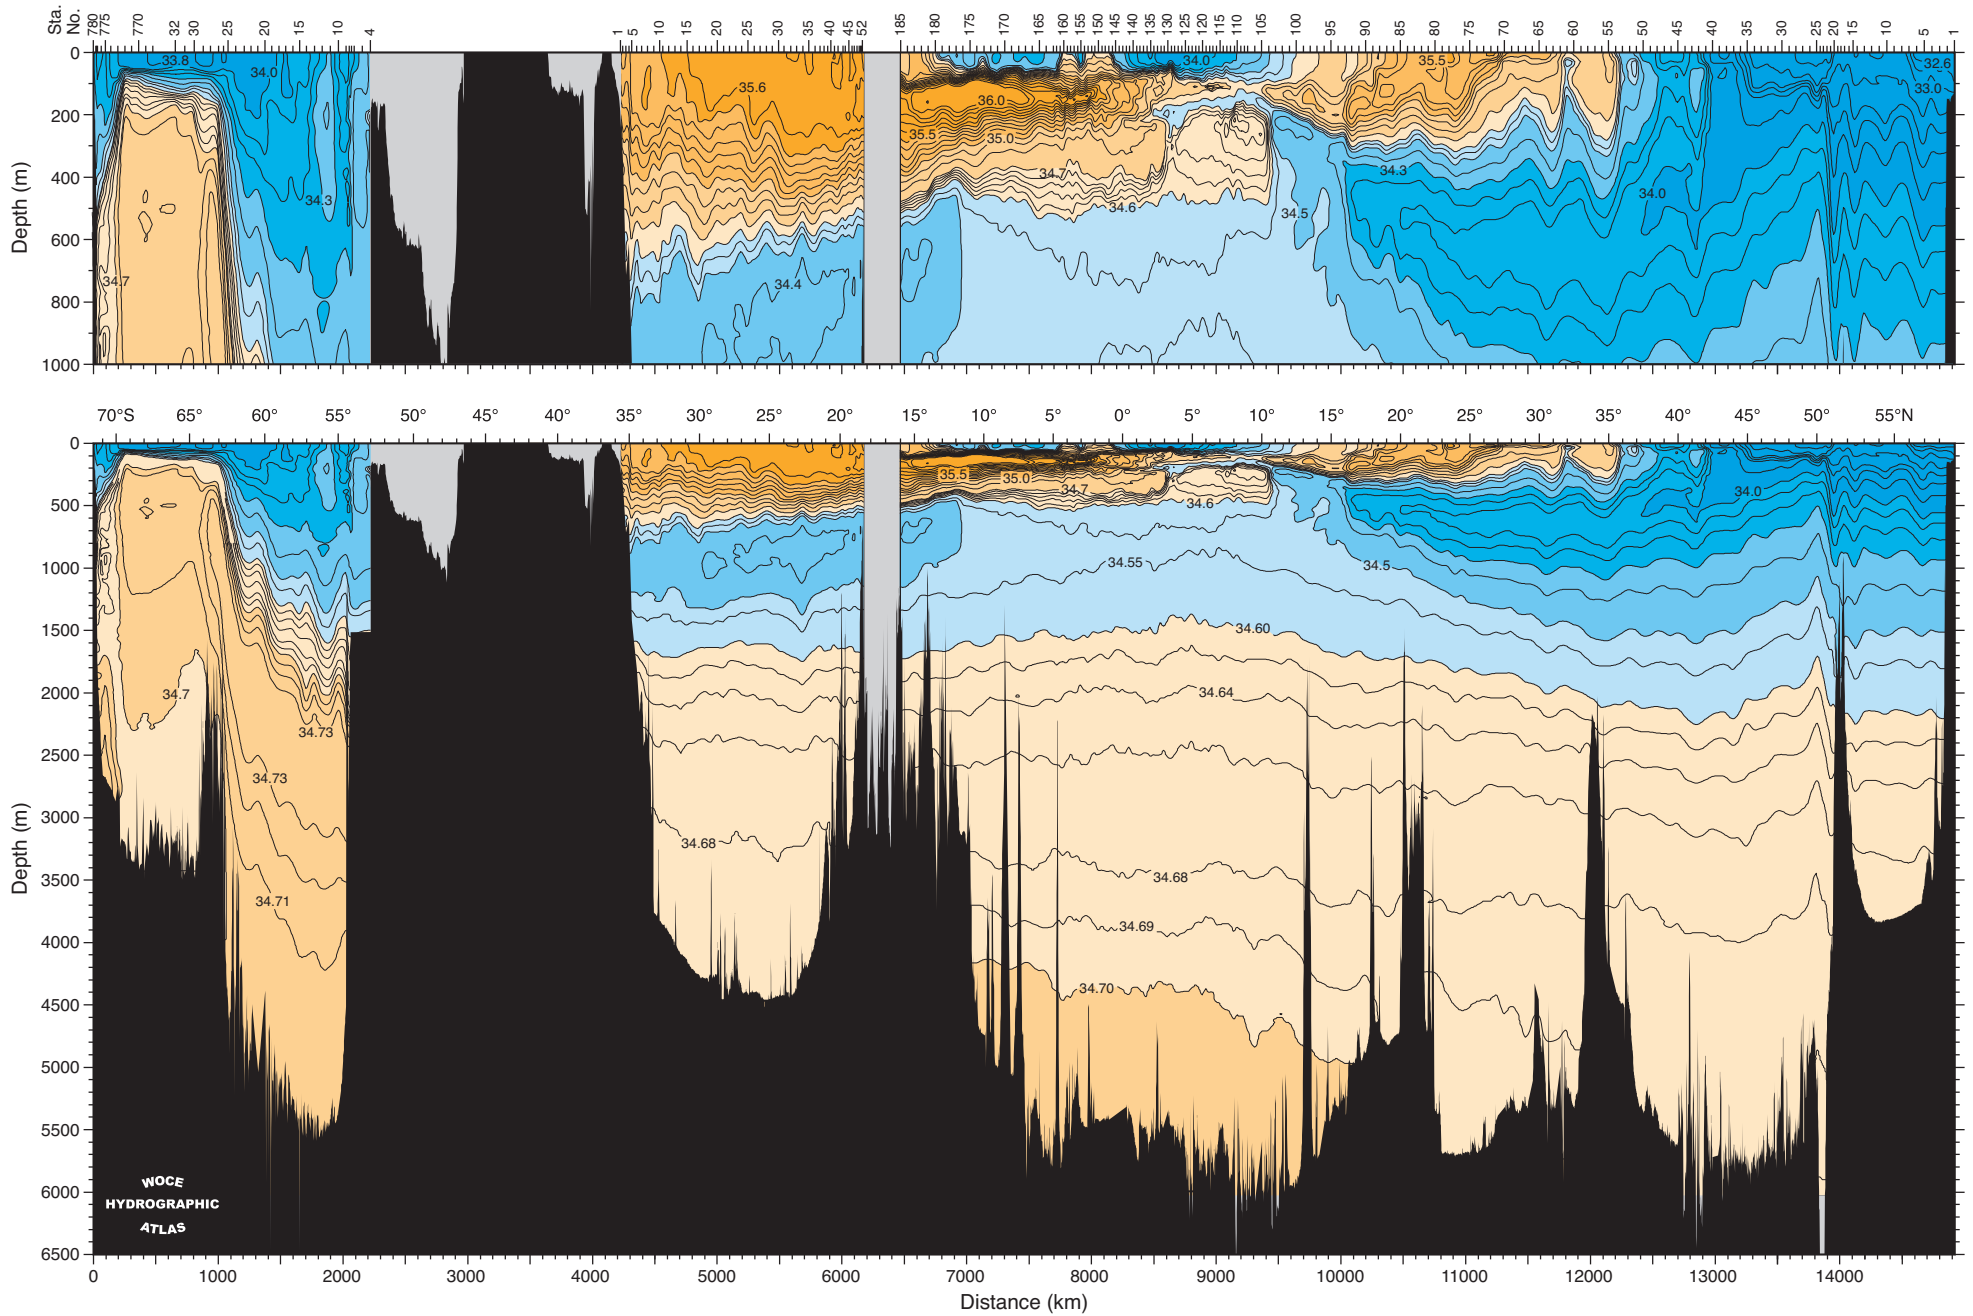 Sta. No.
780 775 770 32 30 25 20 15 10 4 1 5 10 15 20 25 30 35 40 45 52 185 180 175 170 165 160 155 150 145 140 135 130 125 120 115 110 105 100 95 90 85 80 75 70 65 60 55 50 45 40 35 30 25 20 15 10 5 1
Depth (m)
0
200
400
600
800
1000
33.8 34.0 34.3 34.7
35.6 34.4
34.0 36.0 35.5 35.0 34.7 34.6 34.5
35.5 34.3 34.0 32.6 33.0
70°S 65° 60° 55° 50° 45° 40° 35° 30° 25° 20° 15° 10° 5° 0° 5° 10° 15° 20° 25° 30° 35° 40° 45° 50° 55°N
Depth (m)
0
500
1000
1500
2000
2500
3000
3500
4000
4500
5000
5500
6000
6500
34.7 34.73 34.73 34.71
34.68
35.5 35.0 34.7 34.6 34.0
34.55 34.5
34.60
34.64
34.68
34.69
34.70
WOCE
HYDROGRAPHIC
ATLAS
0 1000 2000 3000 4000 5000 6000 7000 8000 9000 10000 11000 12000 13000 14000
Distance (km)